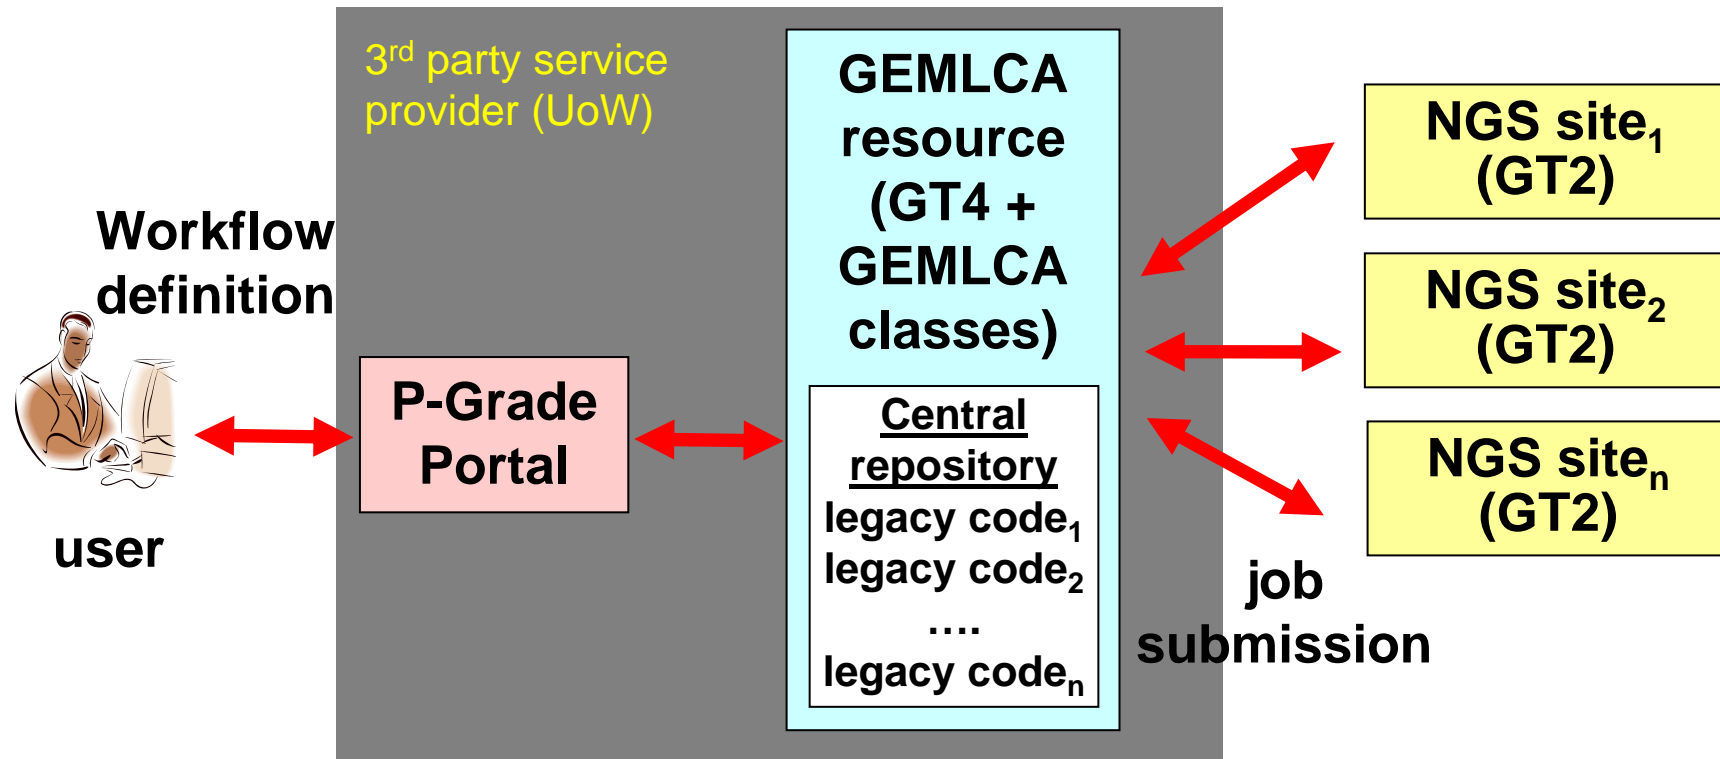 3rd party service
provider (UoW)
Workflow
definition
user
P-Grade
Portal
GEMLCA
resource
(GT4 +
GEMLCA
classes)
Central
repository
legacy code1
legacy code2
....
legacy coden
job
submission
NGS site1
(GT2)
NGS site2
(GT2)
NGS siten
(GT2)